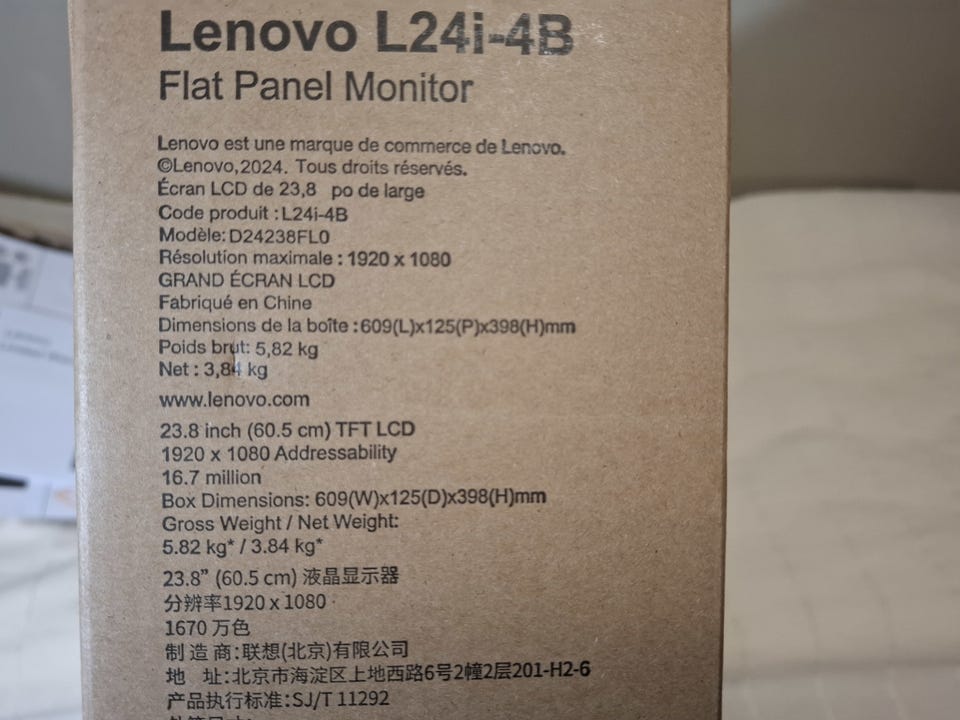 Lenovo L24i-4B
Flat Panel Monitor
Lenovo est une marque de commerce de Lenovo.
©Lenovo,2024. Tous droits réservés.
Écran LCD de 23,8 po de large
Code produit : L24i-4B
Modèle: D24238FL0
Résolution maximale : 1920 x 1080
GRAND ÉCRAN LCD
Fabriqué en Chine
Dimensions de la boîte :609(L)x125(P)x398(H)mm
Poids brut: 5,82 kg
Net : 3,84 kg
www.lenovo.com
23.8 inch (60.5 cm) TFT LCD
1920 x 1080 Addressability
16.7 million
Box Dimensions: 609(W)x125(D)x398(H)mm
Gross Weight / Net Weight:
5.82 kg* / 3.84 kg*
23.8” (60.5 cm) 液晶显示器
分辨率1920 x 1080
1670 万色
制 造 商:联想(北京)有限公司
地 址:北京市海淀区上地西路6号2幢2层201-H2-6
产品执行标准:SJ/T 11292